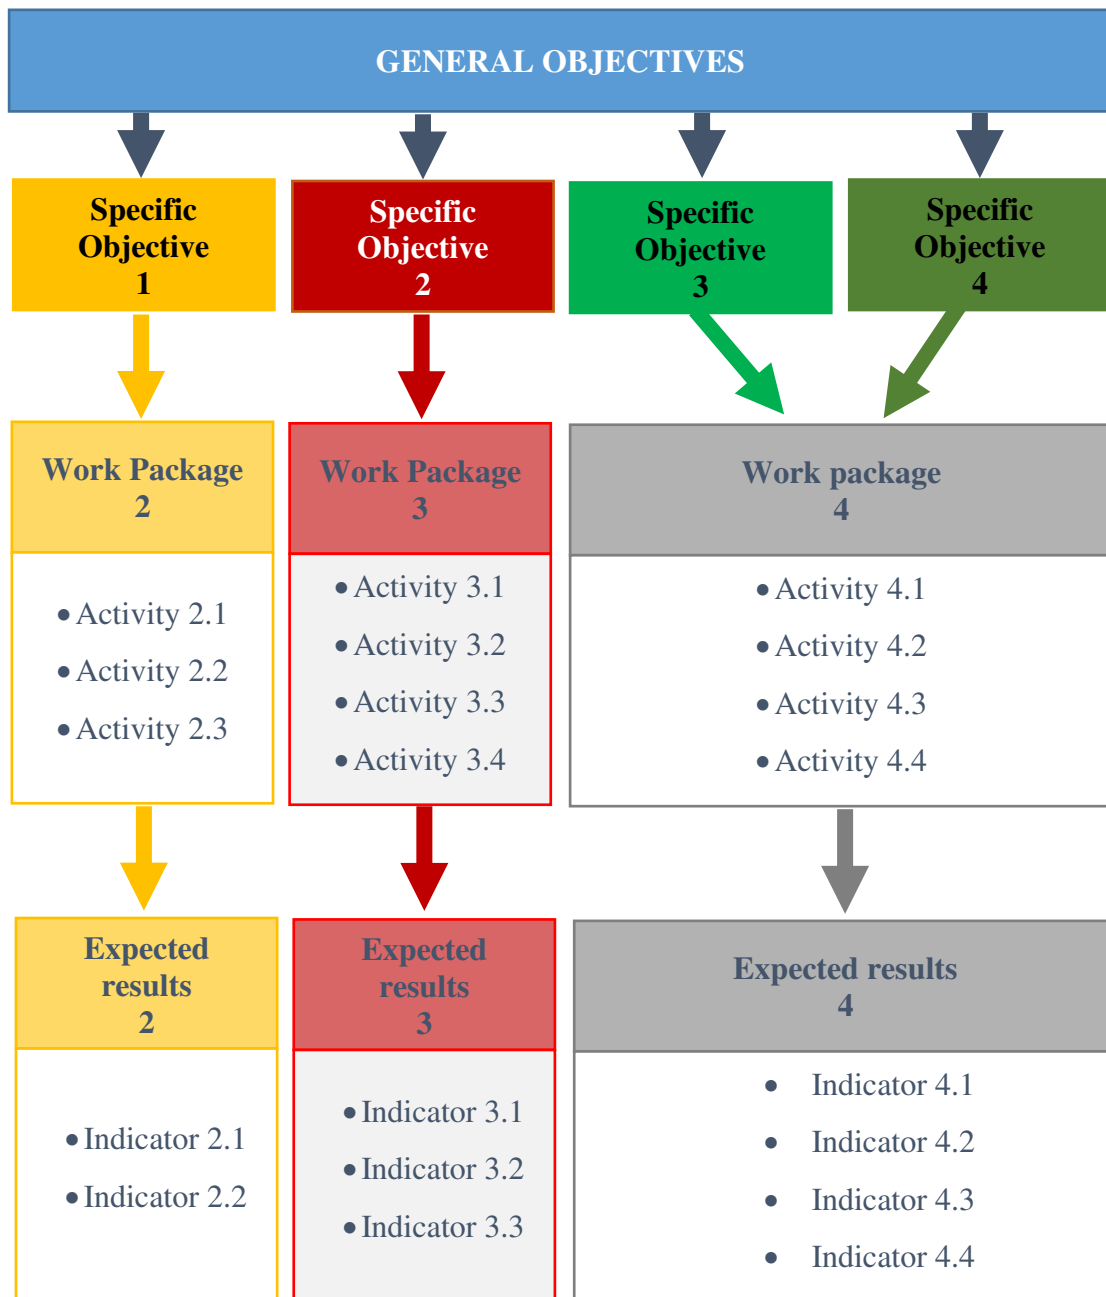 GENERAL OBJECTIVES
Specific
Objective
1
Specific
Objective
2
Specific
Objective
3
Specific
Objective
4
Work Package
2
• Activity 2.1
• Activity 2.2
• Activity 2.3
Work Package
3
• Activity 3.1
• Activity 3.2
• Activity 3.3
• Activity 3.4
Work package
4
• Activity 4.1
• Activity 4.2
• Activity 4.3
• Activity 4.4
Expected
results
2
• Indicator 2.1
• Indicator 2.2
Expected
results
3
• Indicator 3.1
• Indicator 3.2
• Indicator 3.3
Expected results
4
• Indicator 4.1
• Indicator 4.2
• Indicator 4.3
• Indicator 4.4